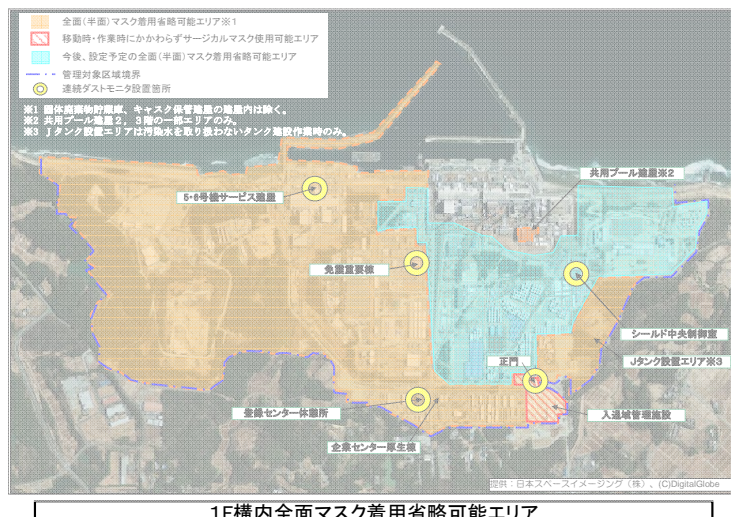 全面(半面)マスク着用省略可能エリア※1
移動時・作業時にかかわらずサージカルマスク使用可能エリア
今後、設定予定の全面(半面)マスク着用省略可能エリア
管理対象区域境界
連続ダストモニタ設置箇所
※1 固体廃棄物貯蔵庫、キャスク保管建屋の建屋内は除く。
※2 共用プール建屋2，3階の一部エリアのみ。
※3 Jタンク設置エリアは汚染水を取り扱わないタンク建設作業時のみ。
共用プール建屋※2
5・6号機サービス建屋
免震重要棟
シールド中央制御室
正門
Jタンク設置エリア※3
登録センター休憩所
入退域管理施設
企業センター厚生棟
提供：日本スペースイメージング（株）、(C)DigitalGlobe
1F構内全面マスク着用省略可能エリア